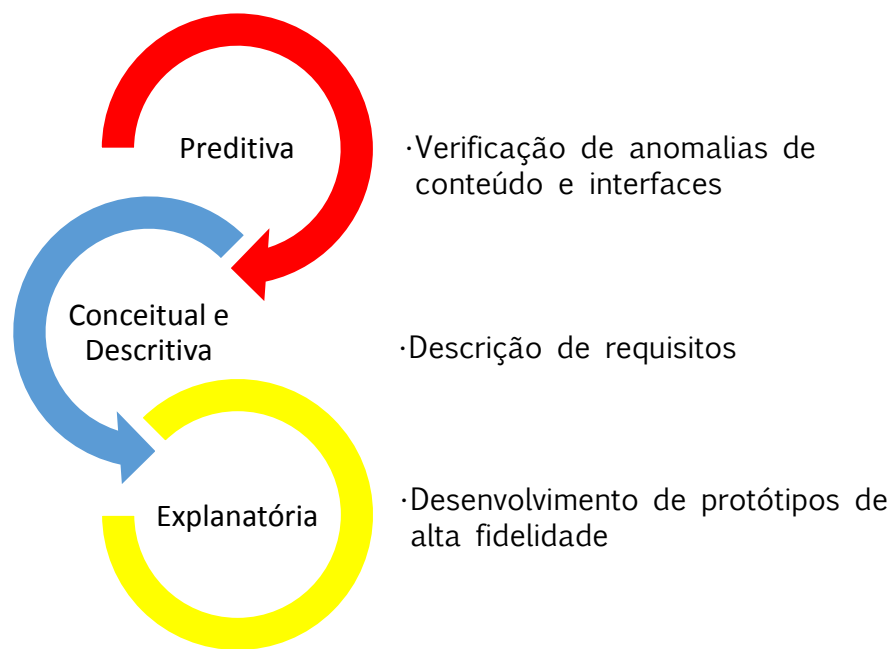 Preditiva
·Verificação de anomalias de
conteúdo e interfaces
Conceitual e
Descritiva
·Descrição de requisitos
Explanatória
·Desenvolvimento de protótipos de
alta fidelidade